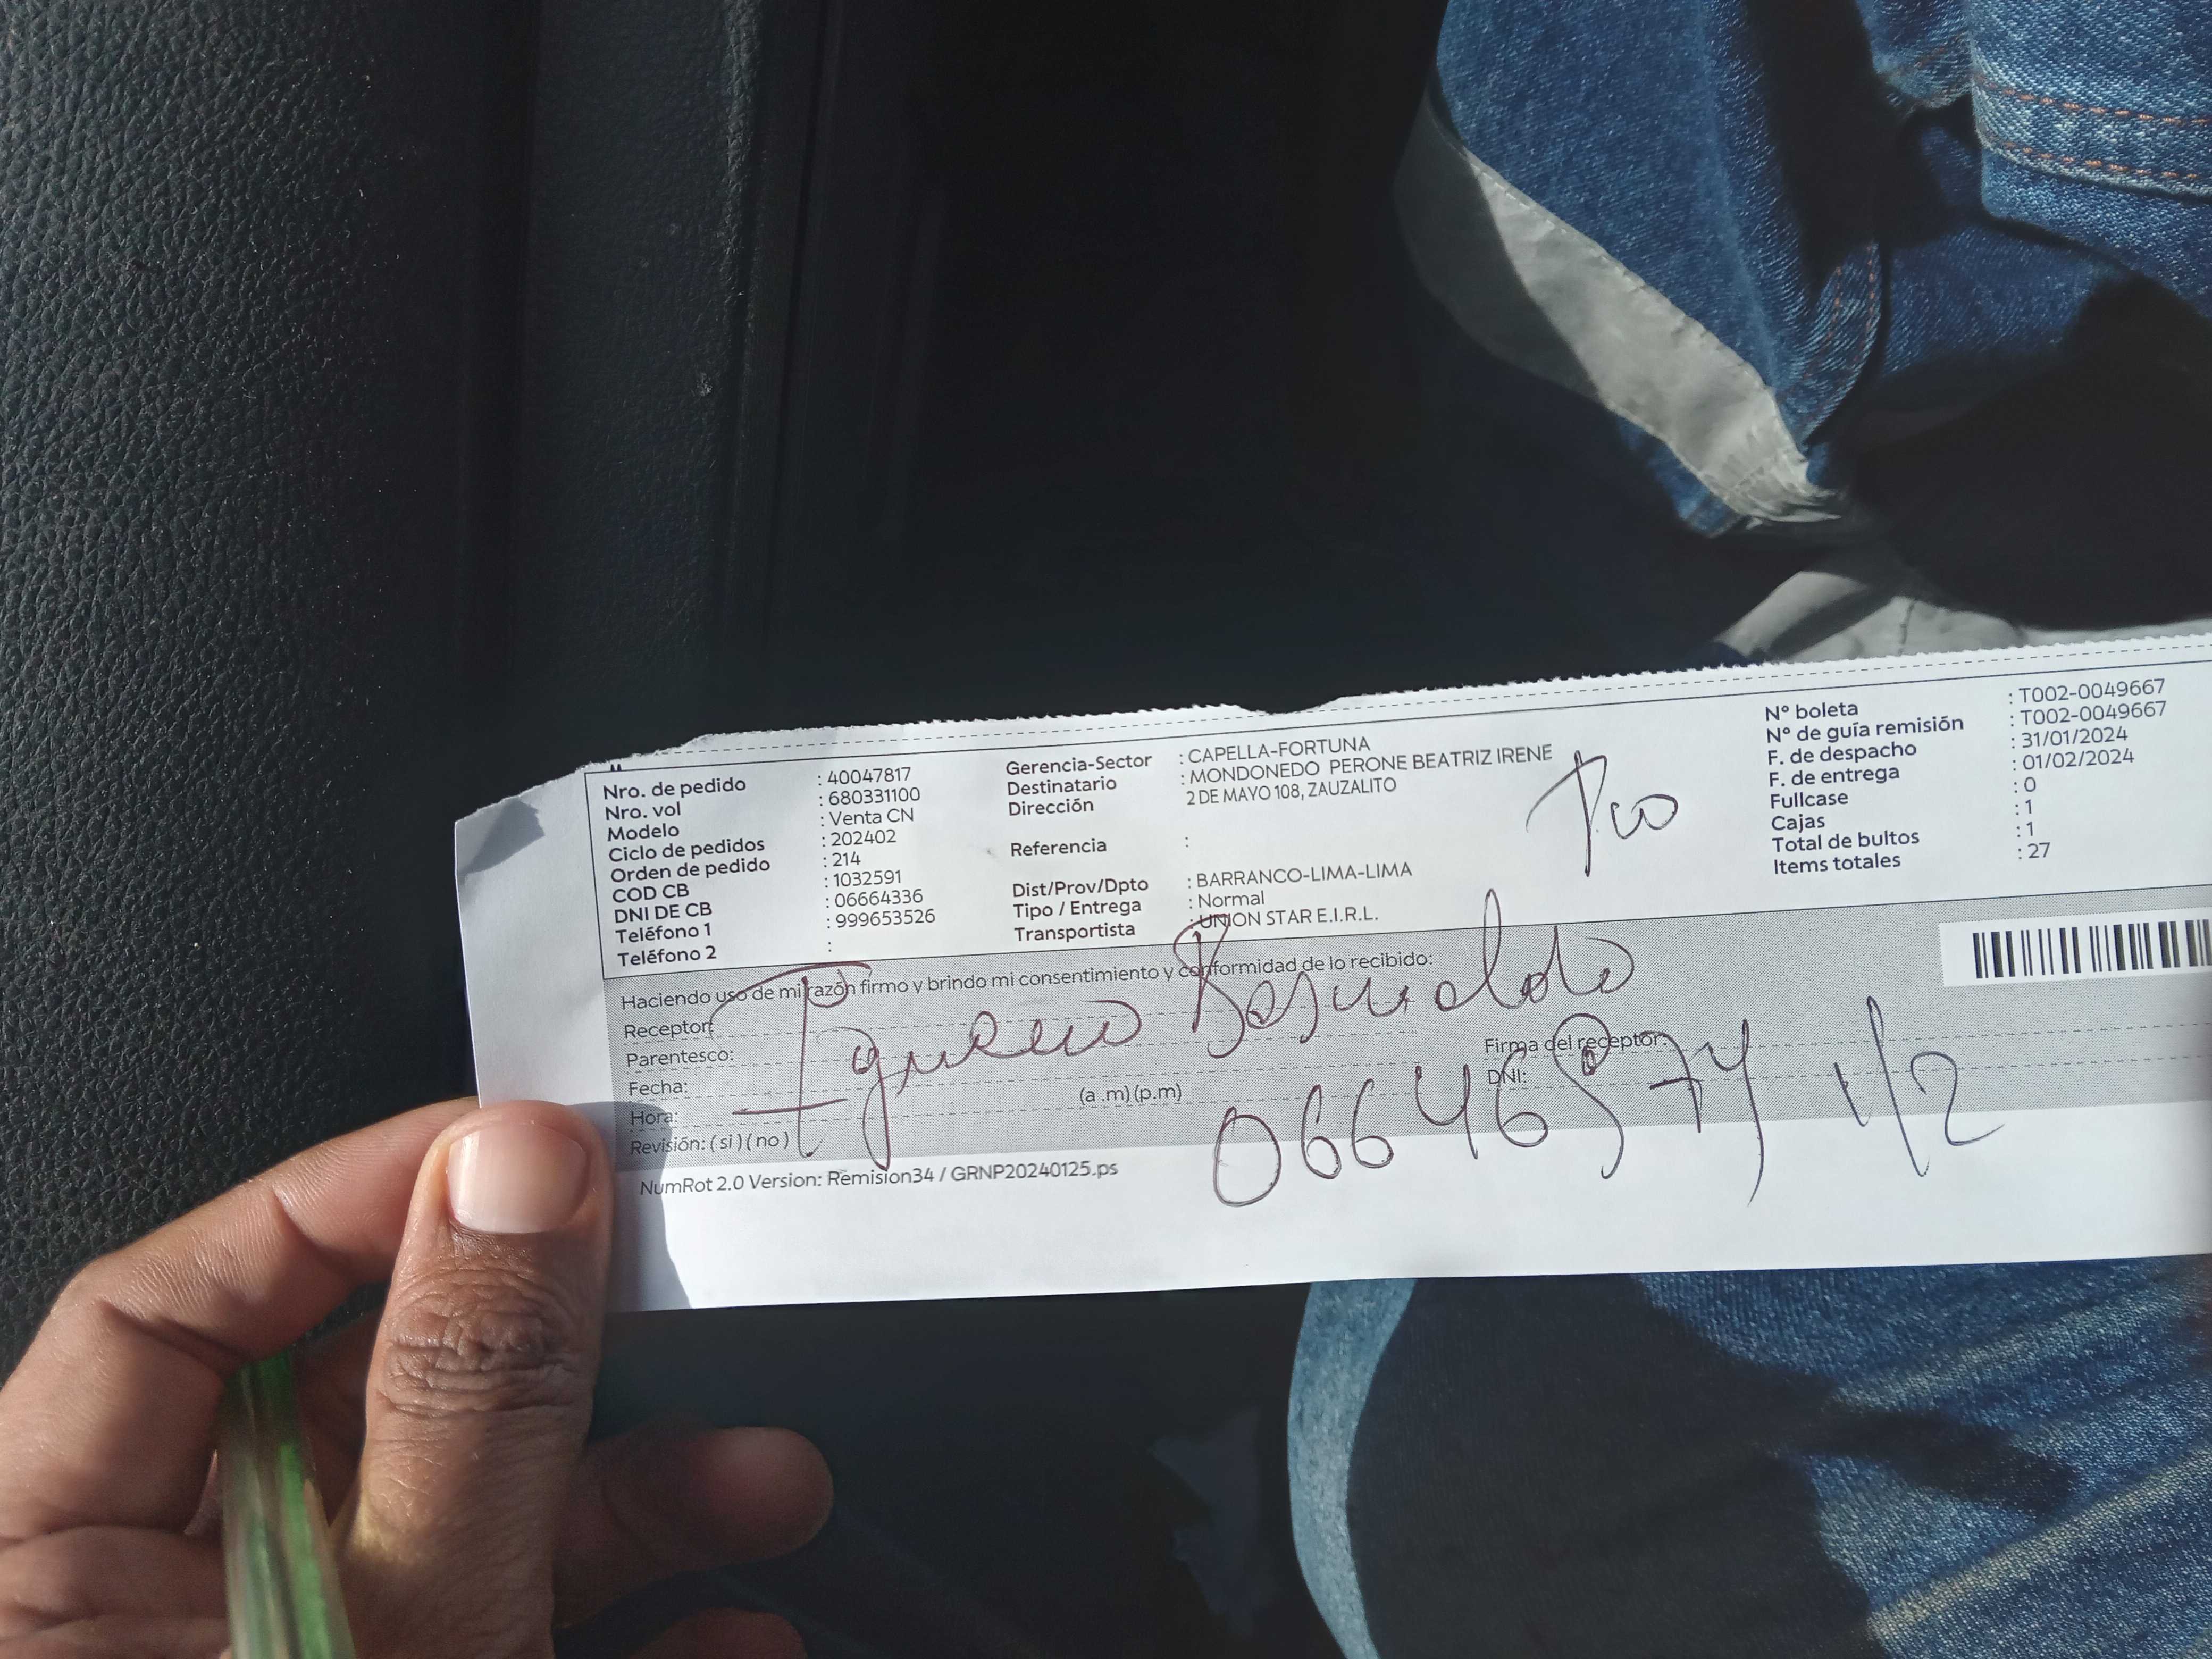 Nro. de pedido : 40047817
Nro. vol : 680331100
Modelo : Venta CN
Ciclo de pedidos : 202402
Orden de pedido : 214
COD CB : 1032591
DNI DE CB : 06664336
Teléfono 1 : 999653526
Teléfono 2 :
Gerencia-Sector : CAPELLA-FORTUNA
Destinatario : MONDONEDO PERONE BEATRIZ IRENE
Dirección 2 DE MAYO 108, ZAUZALITO
Referencia :
Dist/Prov/Dpto : BARRANCO-LIMA-LIMA
Tipo / Entrega : Normal
Transportista : UNION STAR E.I.R.L.
N° boleta : T002-0049667
N° de guía remisión : T002-0049667
F. de despacho : 31/01/2024
F. de entrega : 01/02/2024
Fullcase : 0
Cajas : 1
Total de bultos : 1
Items totales : 27
Haciendo uso de mi razón firmo y brindo mi consentimiento y conformidad de lo recibido:
Receptor:
Parentesco:
Firma del receptor:
Fecha:
DNI:
Hora: (a .m) (p.m)
Revisión: ( si ) ( no )
1/2
NumRot 2.0 Version: Remision34 / GRNP20240125.ps